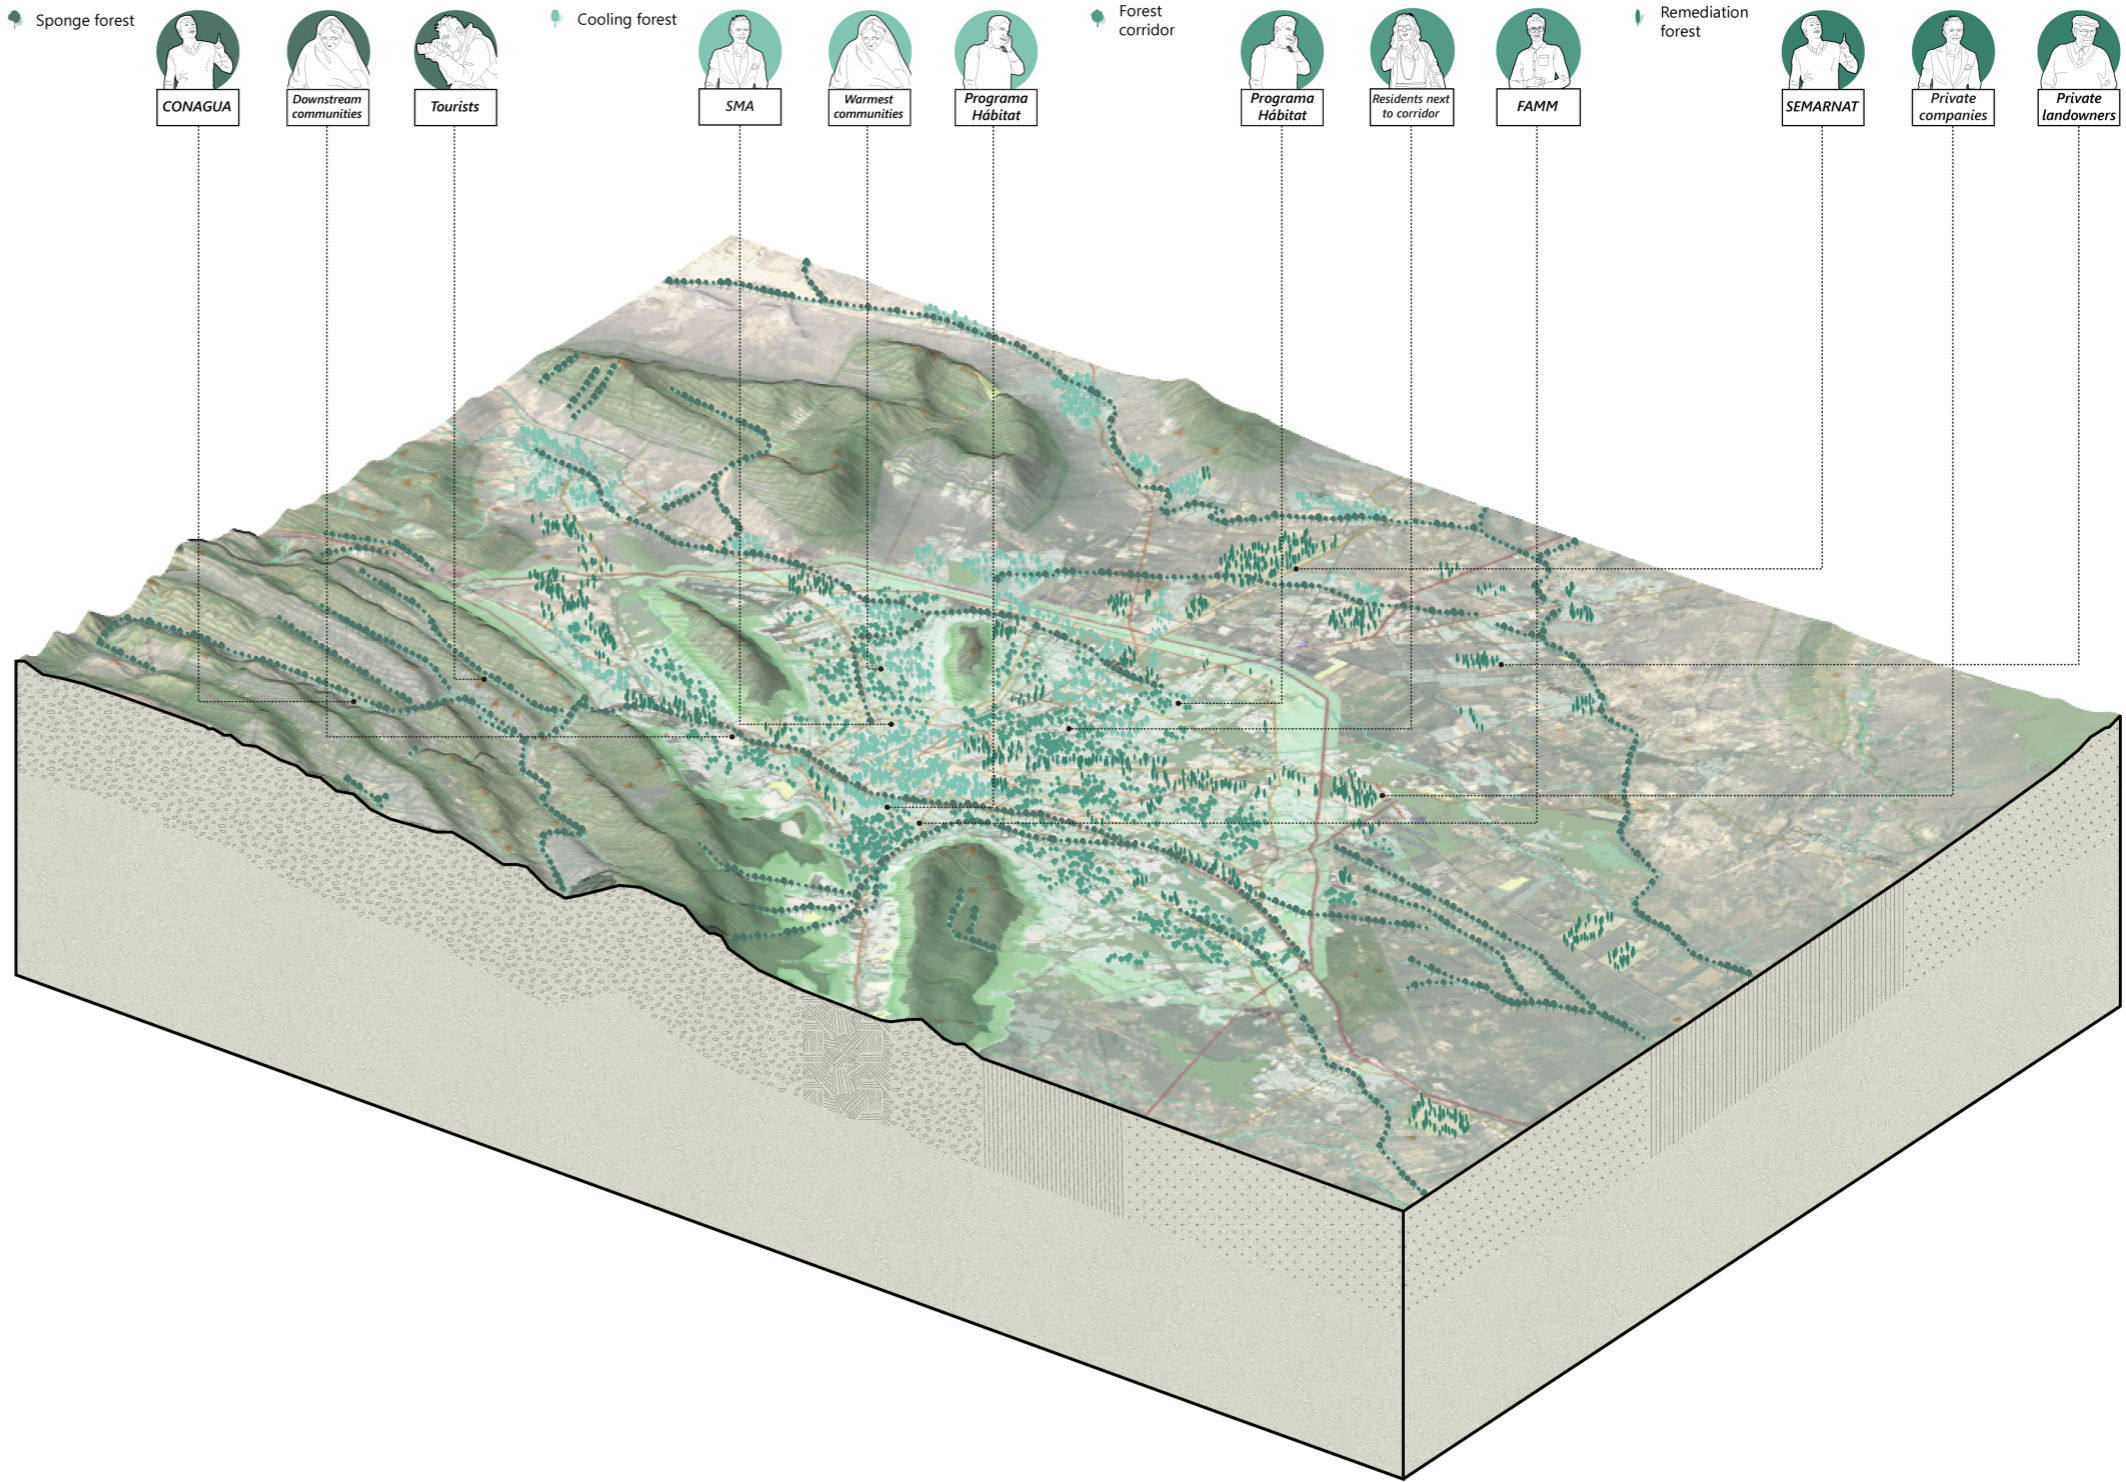 Sponge forest
CONAGUA
Downstream
communities
Tourists
Cooling forest
SMA
Warmest
communities
Programa
Hábitat
Forest
corridor
Programa
Hábitat
Residents next
to corridor
FAMM
Remediation
forest
SEMARNAT
Private
companies
Private
landowners